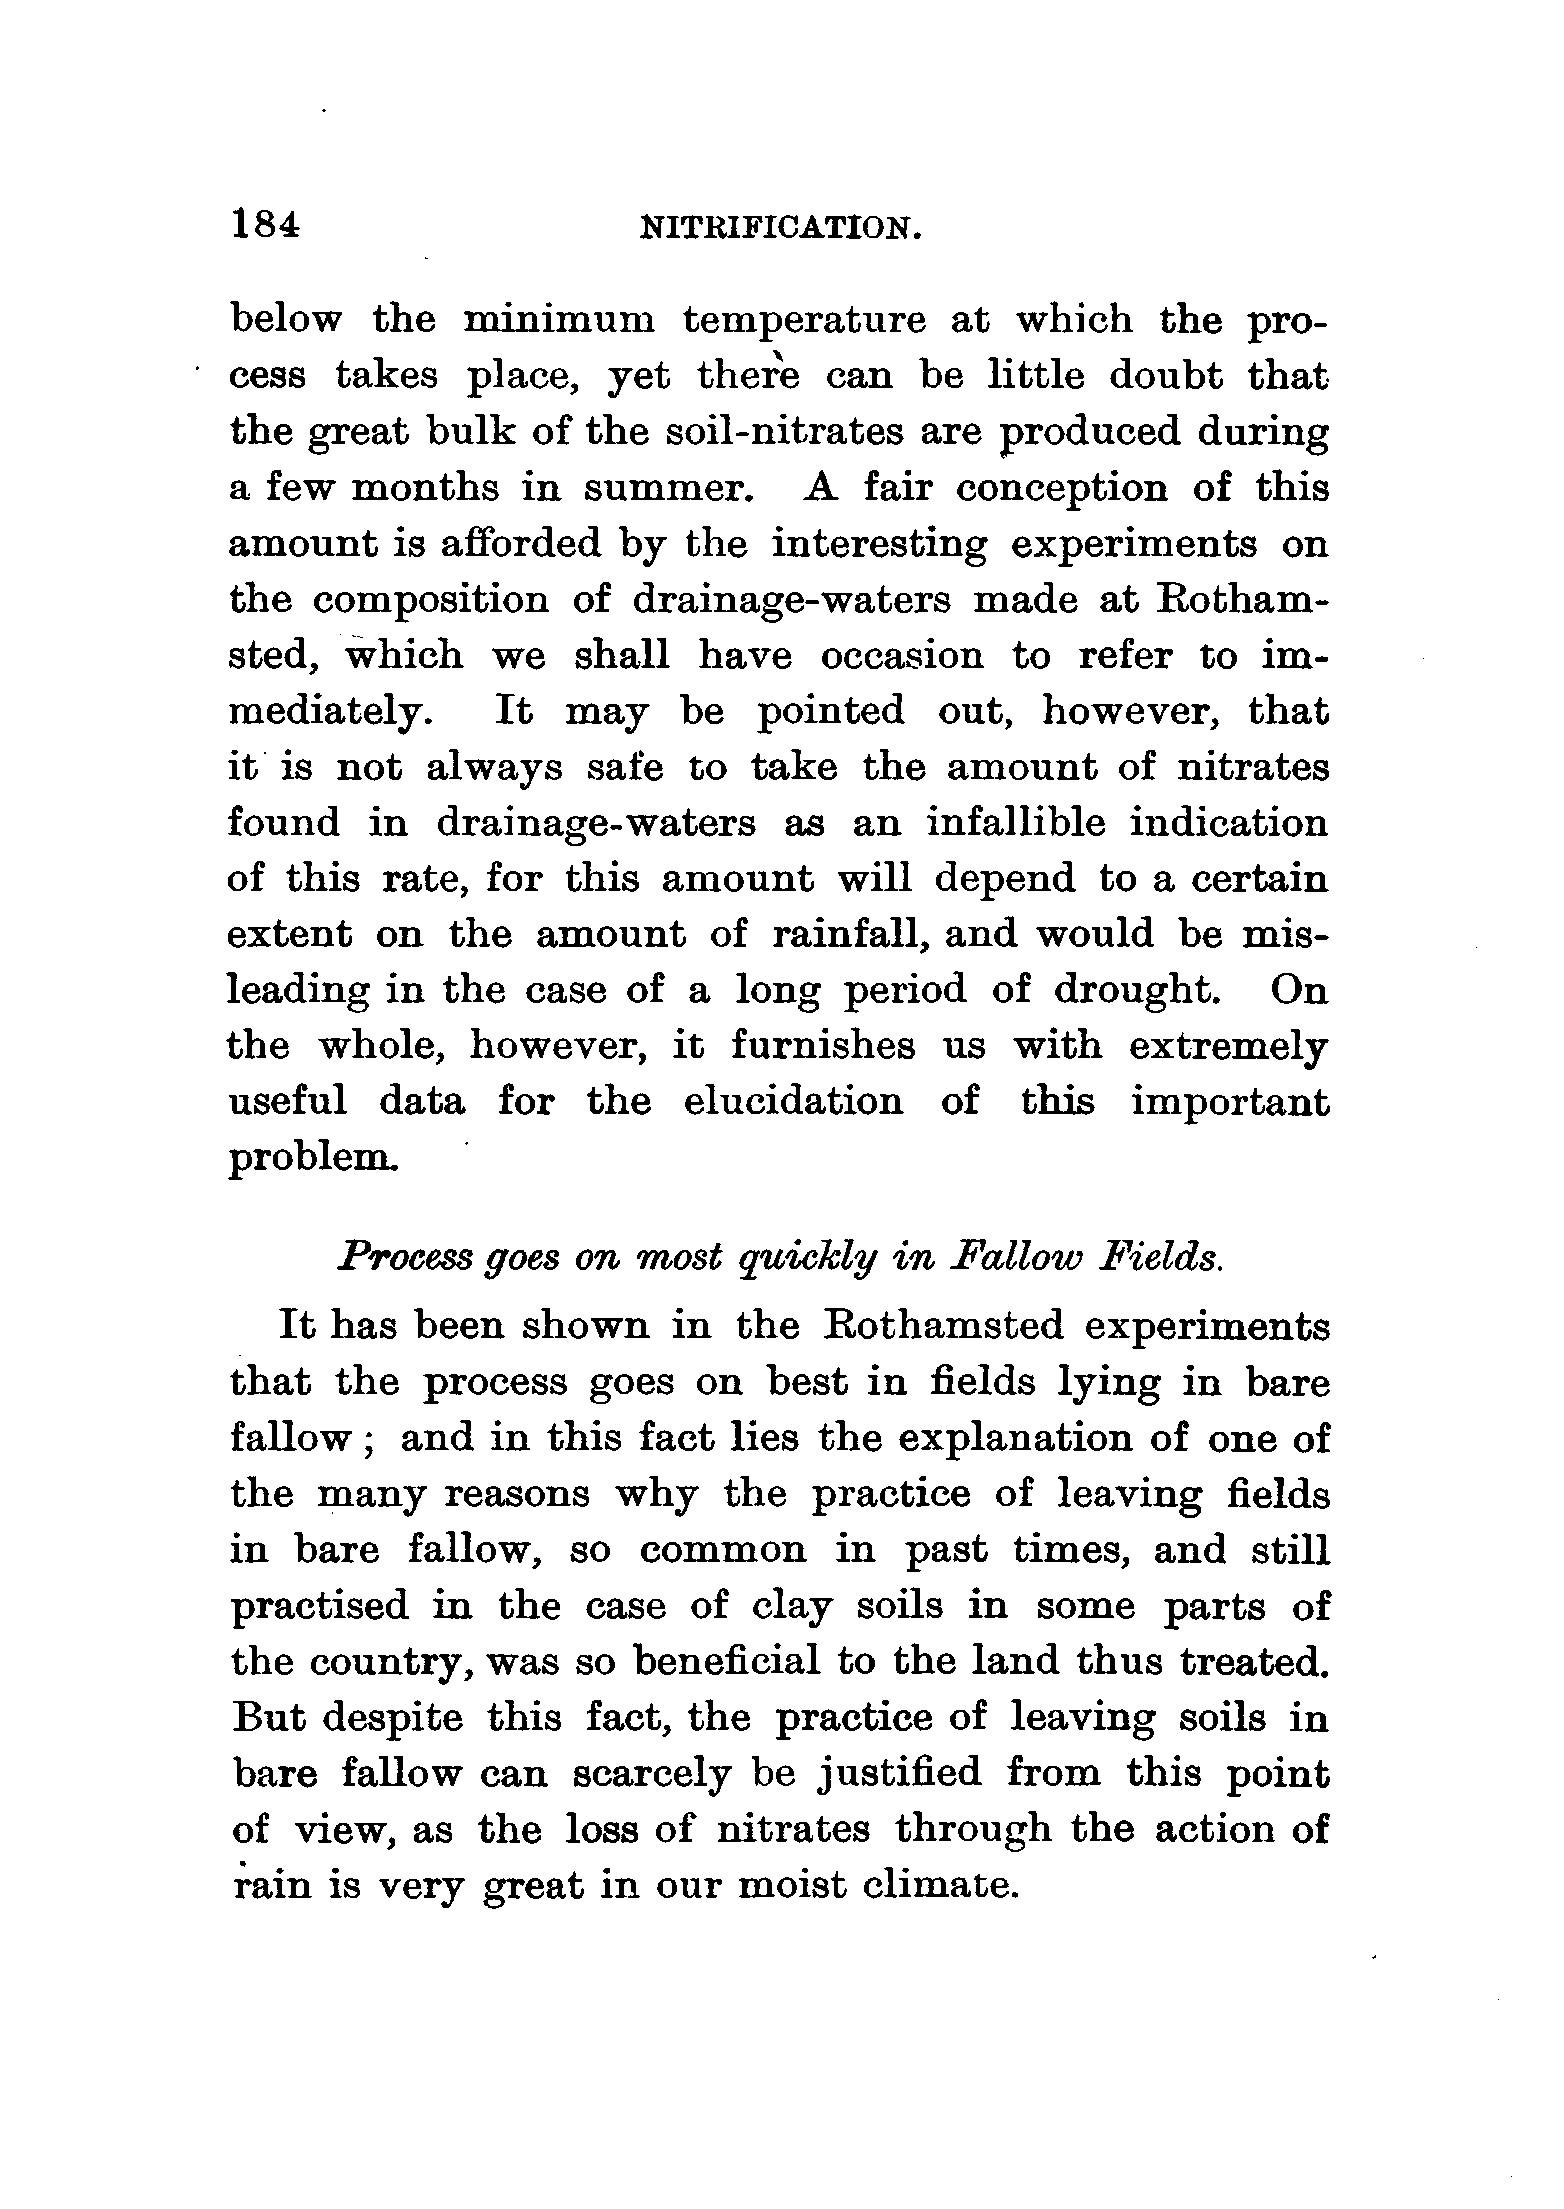 184 NITRIFICATION.
below the minimum temperature at which the pro-
cess takes place, yet there can be little doubt that
the great bulk of the soil-nitrates are produced during
a few months in summer. A fair conception of this
amount is afforded by the interesting experiments on
the composition of drainage-waters made at Rotham-
sted, which we shall have occasion to refer to im-
mediately. It may be pointed out, however, that
it is not always safe to take the amount of nitrates
found in drainage-waters as an infallible indication
of this rate, for this amount will depend to a certain
extent on the amount of rainfall, and would be mis-
leading in the case of a long period of drought. On
the whole, however, it furnishes us with extremely
useful data for the elucidation of this important
problem.
Process goes on most quickly in Fallow Fields.
It has been shown in the Rothamsted experiments
that the process goes on best in fields lying in bare
fallow; and in this fact lies the explanation of one of
the many reasons why the practice of leaving fields
in bare fallow, so common in past times, and still
practised in the case of clay soils in some parts of
the country, was so beneficial to the land thus treated.
But despite this fact, the practice of leaving soils in
bare fallow can scarcely be justified from this point
of view, as the loss of nitrates through the action of
rain is very great in our moist climate.